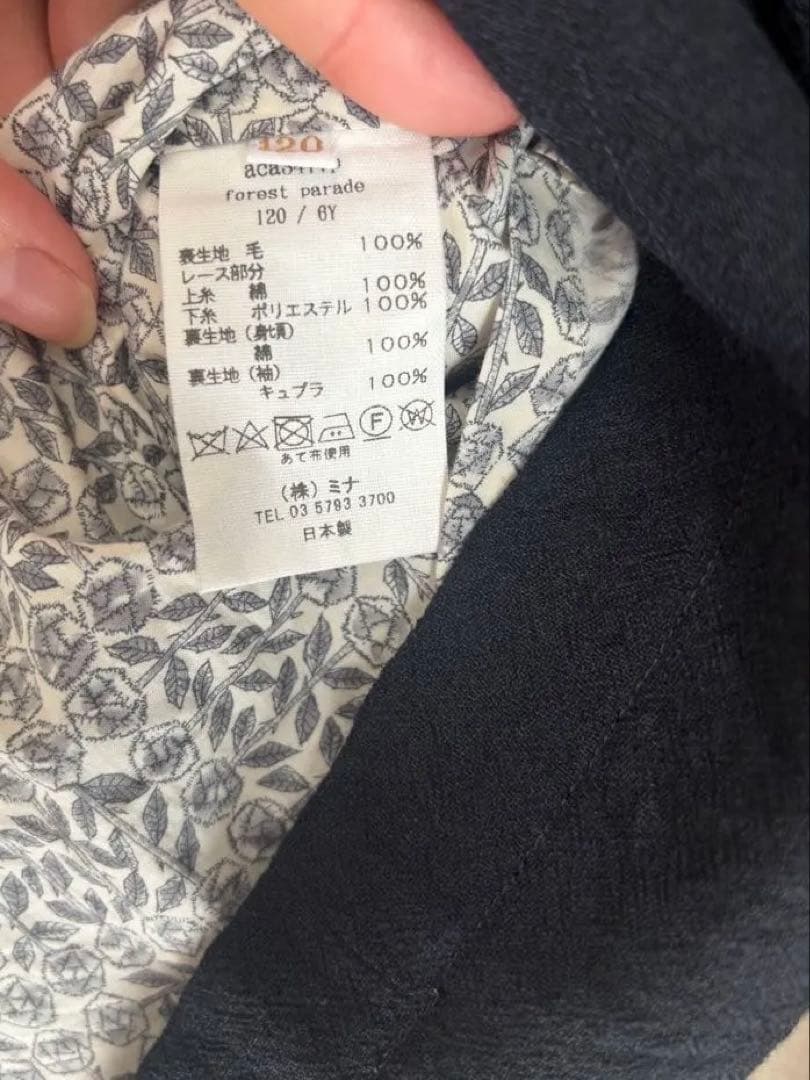 120
forest parade
120 / 6Y
表生地 毛 100%
レース部分
上糸 綿 100%
下糸 ポリエステル 100%
裏生地 (身頃)
綿 100%
裏生地 (袖)
キュプラ 100%
F W
あて布使用
(株) ミナ
TEL 03 5793 3700
日本製